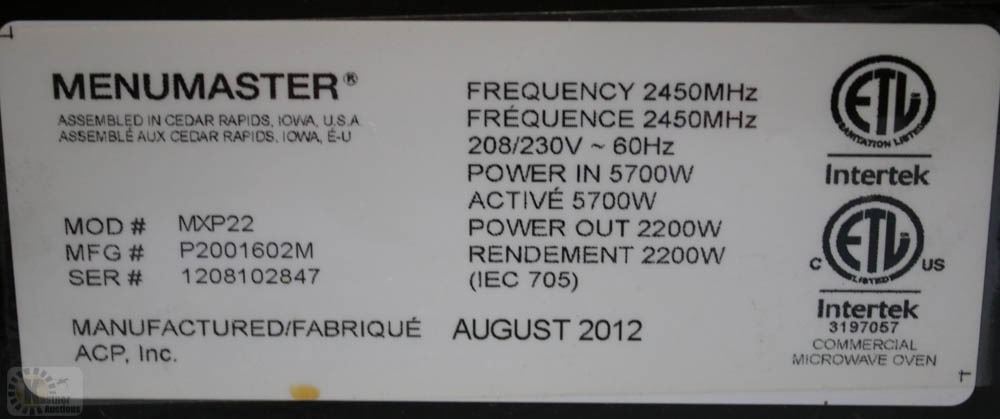 MENUMASTER®
ASSEMBLED IN CEDAR RAPIDS, IOWA, U.S.A.
ASSEMBLÉ AUX CEDAR RAPIDS, IOWA, É-U
MOD # MXP22
MFG # P2001602M
SER # 1208102847
MANUFACTURED/FABRIQUÉ AUGUST 2012
ACP, Inc.
FREQUENCY 2450MHz
FRÉQUENCE 2450MHz
208/230V ~ 60Hz
POWER IN 5700W
ACTIVÉ 5700W
POWER OUT 2200W
RENDEMENT 2200W
(IEC 705)
ETL
SANITATION LISTED
Intertek
C ETL US
LISTED
Intertek
3197057
COMMERCIAL
MICROWAVE OVEN
Kastner
Auctions